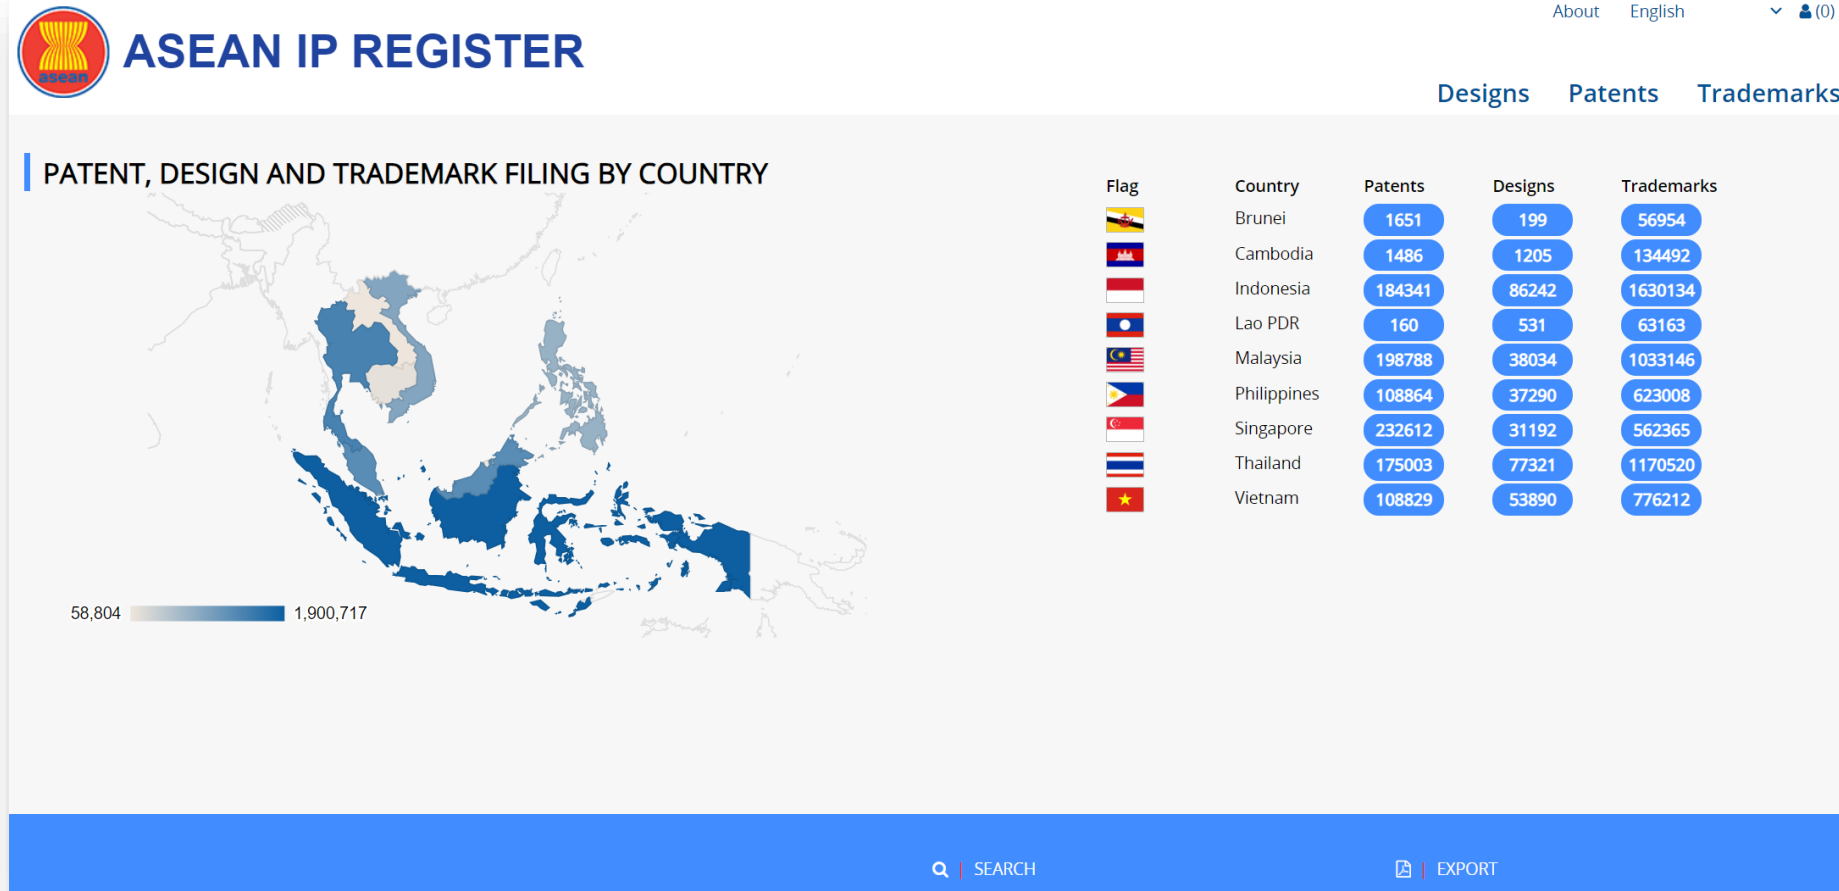 About English (0)
asean
ASEAN IP REGISTER
Designs Patents Trademarks
PATENT, DESIGN AND TRADEMARK FILING BY COUNTRY
58,804 1,900,717
Flag Country Patents Designs Trademarks
Brunei 1651 199 56954
Cambodia 1486 1205 134492
Indonesia 184341 86242 1630134
Lao PDR 160 531 63163
Malaysia 198788 38034 1033146
Philippines 108864 37290 623008
Singapore 232612 31192 562365
Thailand 175003 77321 1170520
Vietnam 108829 53890 776212
| SEARCH | EXPORT